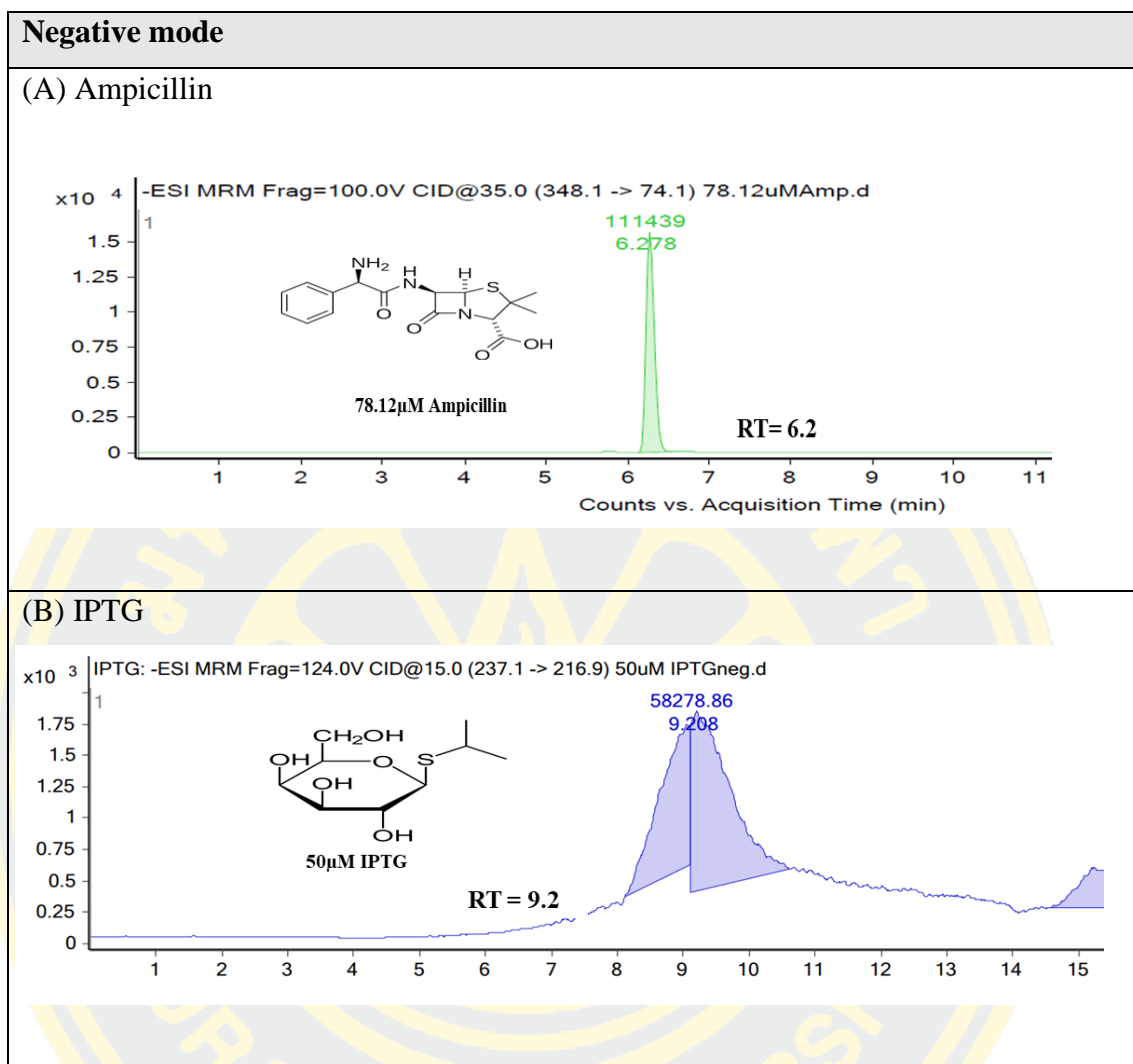 Negative mode
(A) Ampicillin
x10 4 -ESI MRM Frag=100.0V CID@35.0 (348.1 -> 74.1) 78.12uMAmp.d
1
111439
6.278
1.5
1.25
1
0.75
0.5
0.25
0
NH2
H
N
H
S
O
O
N
O
OH
78.12µM Ampicillin
RT= 6.2
1 2 3 4 5 6 7 8 9 10 11
Counts vs. Acquisition Time (min)
(B) IPTG
x10 3 IPTG: -ESI MRM Frag=124.0V CID@15.0 (237.1 -> 216.9) 50uM IPTGneg.d
1
58278.86
9.208
1.75
1.5
1.25
1
0.75
0.5
0.25
0
CH2OH
OH
O
S
OH
OH
50µM IPTG
RT = 9.2
1 2 3 4 5 6 7 8 9 10 11 12 13 14 15